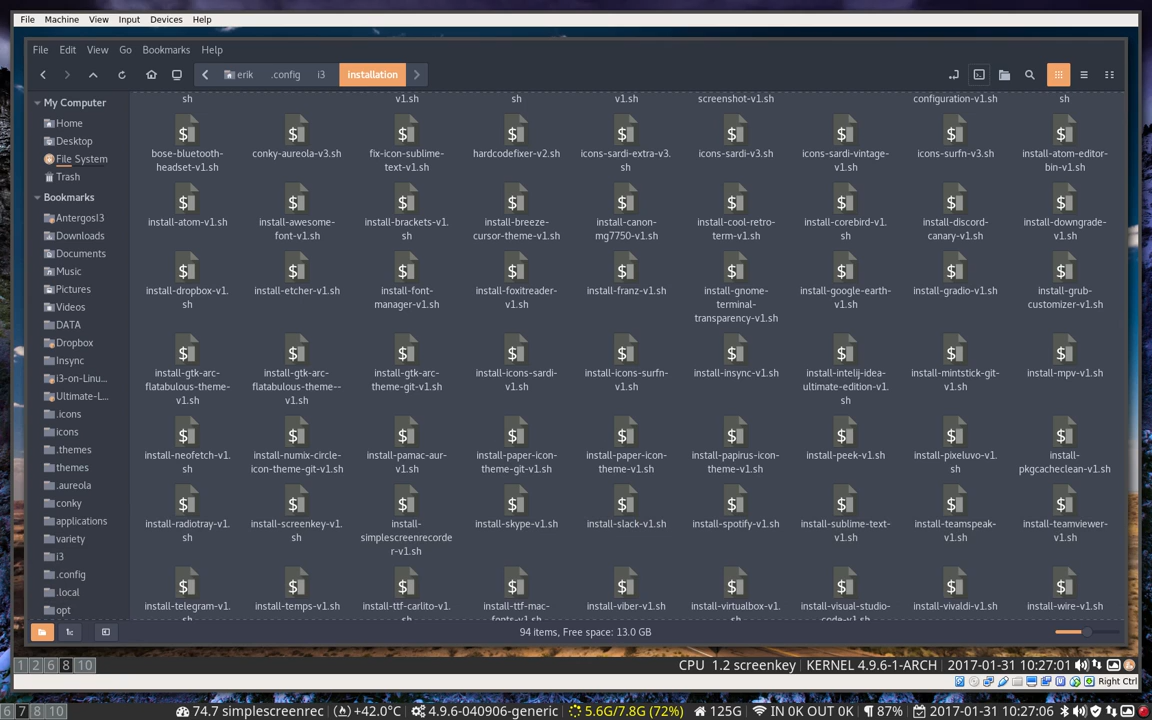 File Machine View Input Devices Help
File Edit View Go Bookmarks Help
erik .config i3 installation
My Computer
Home
Desktop
File System
Trash
Bookmarks
AntergosI3
Downloads
Documents
Music
Pictures
Videos
DATA
Dropbox
Insync
i3-on-Linu...
Ultimate-L...
.icons
icons
.themes
themes
.aureola
conky
applications
variety
i3
.config
.local
opt
sh v1.sh sh v1.sh screenshot-v1.sh configuration-v1.sh sh
bose-bluetooth-
headset-v1.sh
conky-aureola-v3.sh
fix-icon-sublime-
text-v1.sh
hardcodefixer-v2.sh
icons-sardi-extra-v3.
sh
icons-sardi-v3.sh
icons-sardi-vintage-
v1.sh
icons-surfn-v3.sh
install-atom-editor-
bin-v1.sh
install-atom-v1.sh
install-awesome-
font-v1.sh
install-brackets-v1.
sh
install-breeze-
cursor-theme-v1.sh
install-canon-
mg7750-v1.sh
install-cool-retro-
term-v1.sh
install-corebird-v1.
sh
install-discord-
canary-v1.sh
install-downgrade-
v1.sh
install-dropbox-v1.
sh
install-etcher-v1.sh
install-font-
manager-v1.sh
install-foxitreader-
v1.sh
install-franz-v1.sh
install-gnome-
terminal-
transparency-v1.sh
install-google-earth-
v1.sh
install-gradio-v1.sh
install-grub-
customizer-v1.sh
install-gtk-arc-
flatabulous-theme-
v1.sh
install-gtk-arc-
flatabulous-theme--
v1.sh
install-gtk-arc-
theme-git-v1.sh
install-icons-sardi-
v1.sh
install-icons-surfn-
v1.sh
install-insync-v1.sh
install-intelij-idea-
ultimate-edition-v1.
sh
install-mintstick-git-
v1.sh
install-mpv-v1.sh
install-neofetch-v1.
sh
install-numix-circle-
icon-theme-git-v1.sh
install-pamac-aur-
v1.sh
install-paper-icon-
theme-git-v1.sh
install-paper-icon-
theme-v1.sh
install-papirus-icon-
theme-v1.sh
install-peek-v1.sh
install-pixeluvo-v1.
sh
install-
pkgcacheclean-v1.sh
install-radiotray-v1.
sh
install-screenkey-v1.
sh
install-
simplescreenrecorde
r-v1.sh
install-skype-v1.sh
install-slack-v1.sh
install-spotify-v1.sh
install-sublime-text-
v1.sh
install-teamspeak-
v1.sh
install-teamviewer-
v1.sh
install-telegram-v1.
sh
install-temps-v1.sh
install-ttf-carlito-v1.
sh
install-ttf-mac-
fonts-v1.sh
install-viber-v1.sh
install-virtualbox-v1.
sh
install-visual-studio-
code-v1.sh
install-vivaldi-v1.sh
install-wire-v1.sh
94 items, Free space: 13.0 GB
1 2 6 8 10 CPU 1.2 screenkey | KERNEL 4.9.6-1-ARCH | 2017-01-31 10:27:01
Right Ctrl
6 7 8 10 74.7 simplescreenrec | +42.0°C | 4.9.6-040906-generic | 5.6G/7.8G (72%) | 125G | IN 0K OUT 0K | 87% | 2017-01-31 10:27:06